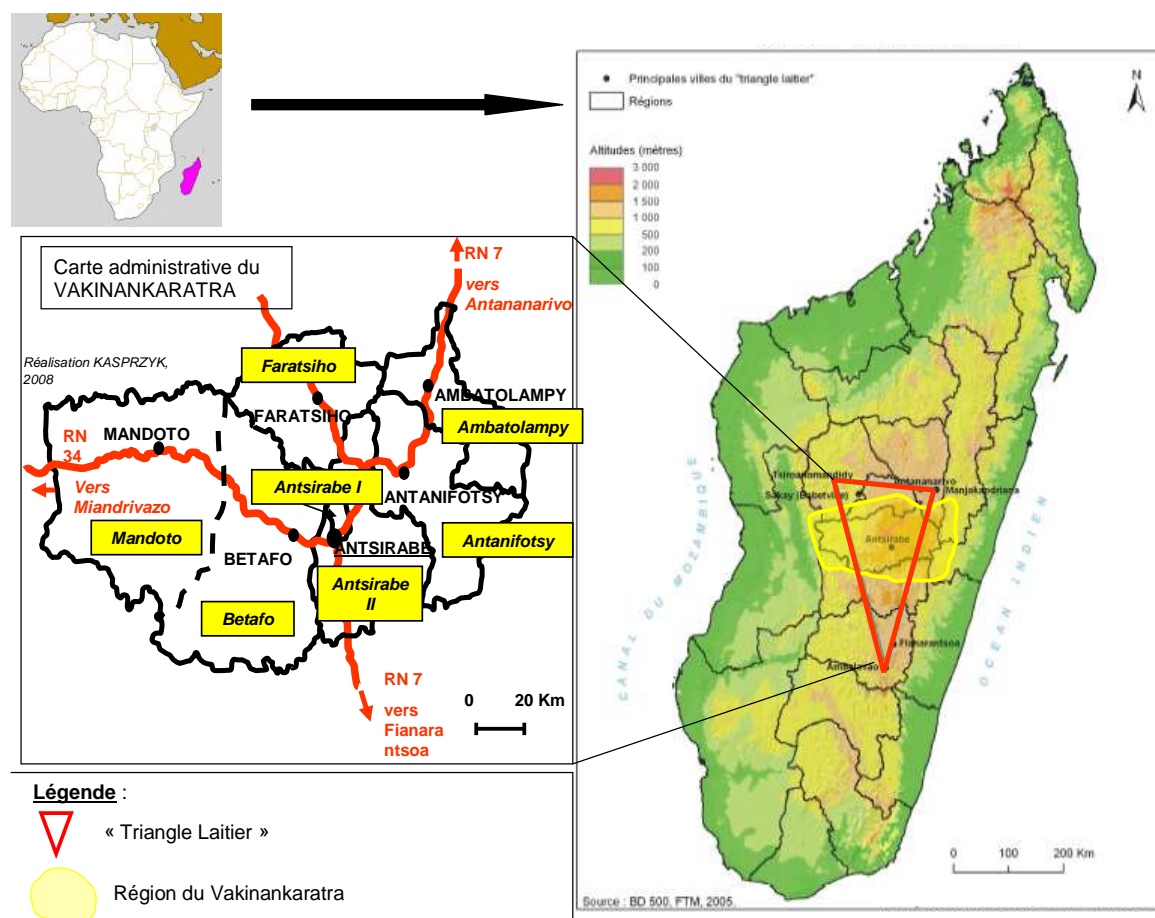 Carte administrative du
VAKINANKARATRA
RN 7
vers
Antananarivo
Réalisation KASPRZYK,
2008
Faratsiho
FARATSIHO
AMBATOLAMPY
Ambatolampy
RN
34
MANDOTO
Vers
Miandrivazo
Mandoto
Antsirabe I
ANTANIFOTSY
Antanifotsy
BETAFO
ANTSIRABE
Betafo
Antsirabe
II
RN 7
vers
Fianara
ntsoa
0 20 Km
Légende :
« Triangle Laitier »
Région du Vakinankaratra
Principales villes du "triangle laitier"
Régions
N
Altitudes (mètres)
3 000
2 000
1 500
1 000
500
200
100
0
Tsiroanomandidy
Antananarivo
Manjakandriana
Antsirabe
Fianarantsoa
Ambalavao
CANAL DU MOZAMBIQUE
OCEAN INDIEN
0 100 200 Km
Source : BD 500, FTM, 2005.